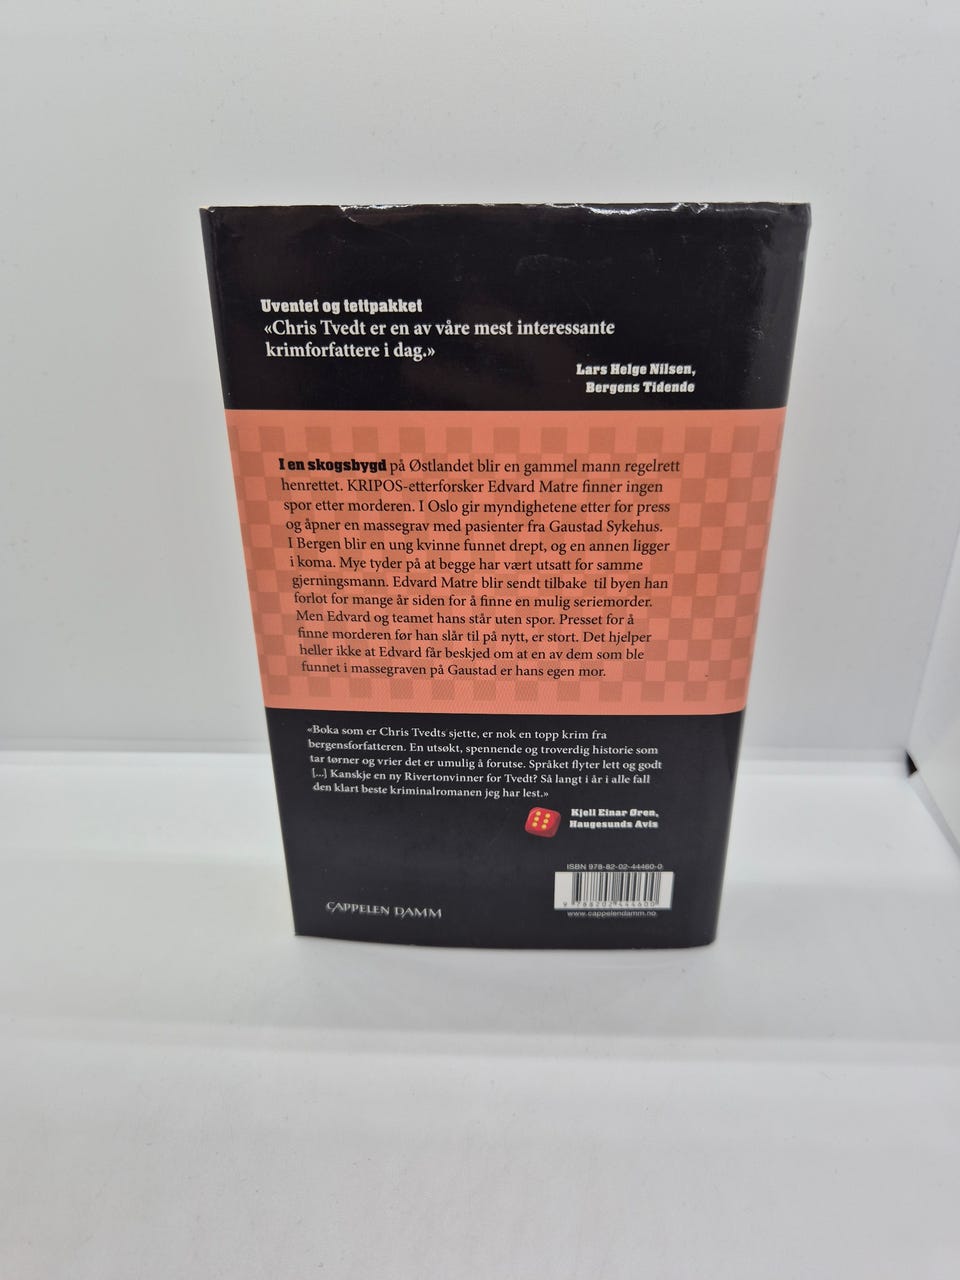 Uventet og tettpakket
«Chris Tvedt er en av våre mest interessante
krimforfattere i dag.»
Lars Helge Nilsen,
Bergens Tidende
I en skogsbygd på Østlandet blir en gammel mann regelrett
henrettet. KRIPOS-etterforsker Edvard Matre finner ingen
spor etter morderen. I Oslo gir myndighetene etter for press
og åpner en massegrav med pasienter fra Gaustad Sykehus.
I Bergen blir en ung kvinne funnet drept, og en annen ligger
i koma. Mye tyder på at begge har vært utsatt for samme
gjerningsmann. Edvard Matre blir sendt tilbake til byen han
forlot for mange år siden for å finne en mulig seriemorder.
Men Edvard og teamet hans står uten spor. Presset for å
finne morderen før han slår til på nytt, er stort. Det hjelper
heller ikke at Edvard får beskjed om at en av dem som ble
funnet i massegraven på Gaustad er hans egen mor.
«Boka som er Chris Tvedts sjette, er nok en topp krim fra
bergensforfatteren. En utsøkt, spennende og troverdig historie som
tar tørner og vrier det er umulig å forutse. Språket flyter lett og godt
[...] Kanskje en ny Rivertonvinner for Tvedt? Så langt i år i alle fall
den klart beste kriminalromanen jeg har lest.»
Kjell Einar Øren,
Haugesunds Avis
ISBN 978-82-02-44460-0
9 788202 444600
www.cappelendamm.no
CAPPELEN DAMM